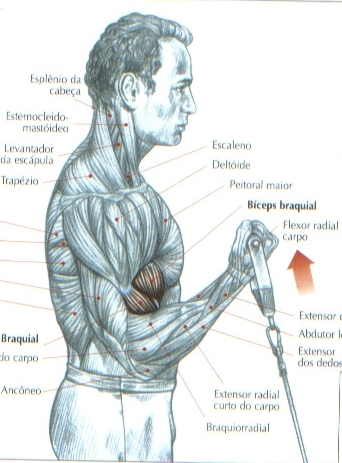 Esplênio da
cabeça
Esternocleido-
mastóideo
Levantador
da escápula
Trapézio
Escaleno
Deltóide
Peitoral maior
Bíceps braquial
Flexor radial
carpo
Extensor
Abdutor
Extensor
dos dedos
Braquial
do carpo
Ancôneo
Extensor radial
curto do carpo
Braquiorradial